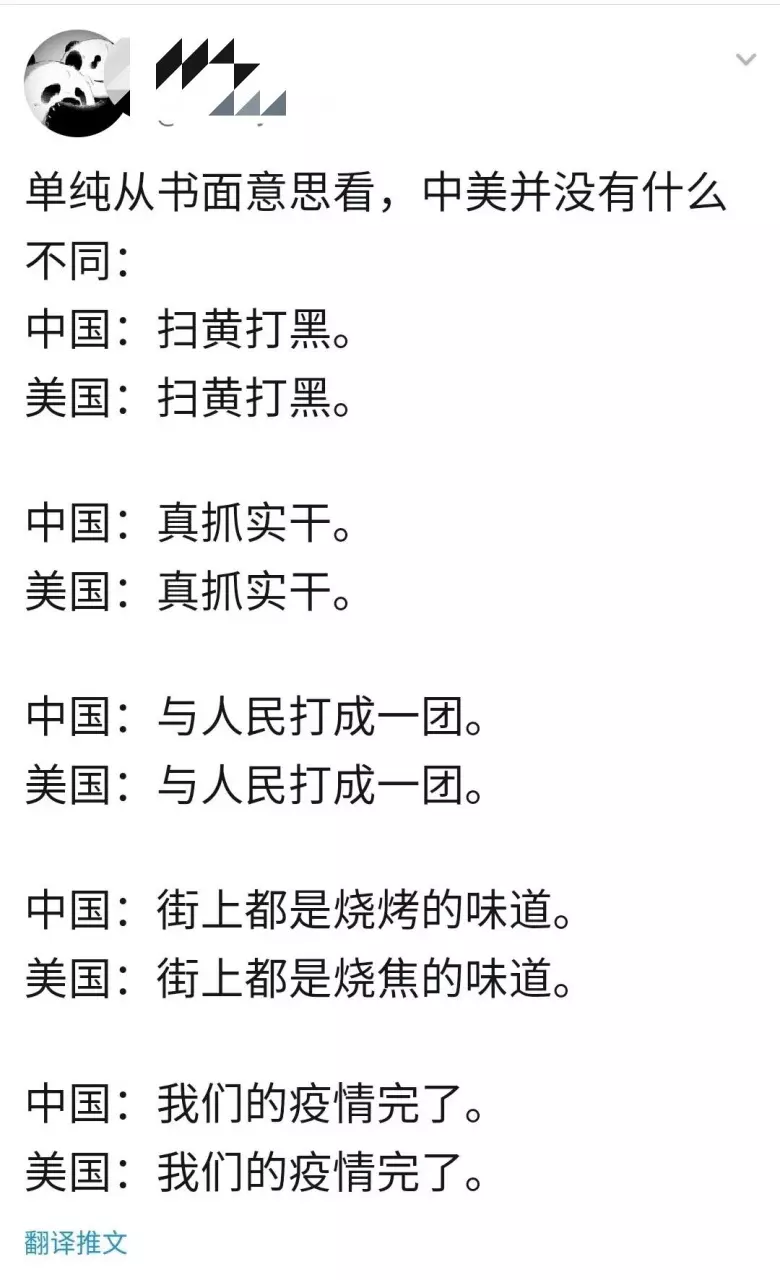 单纯从书面意思看，中美并没有什么
不同：
中国：扫黄打黑。
美国：扫黄打黑。
中国：真抓实干。
美国：真抓实干。
中国：与人民打成一团。
美国：与人民打成一团。
中国：街上都是烧烤的味道。
美国：街上都是烧焦的味道。
中国：我们的疫情完了。
美国：我们的疫情完了。
翻译推文